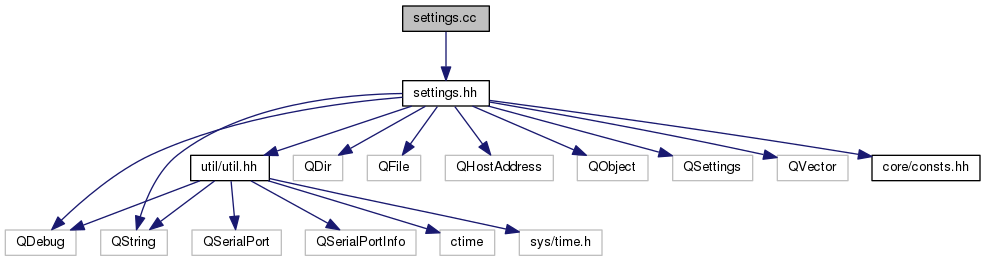 settings.cc
settings.hh
util/util.hh
QDir
QFile
QHostAddress
QObject
QSettings
QVector
core/consts.hh
QDebug
QString
QSerialPort
QSerialPortInfo
ctime
sys/time.h